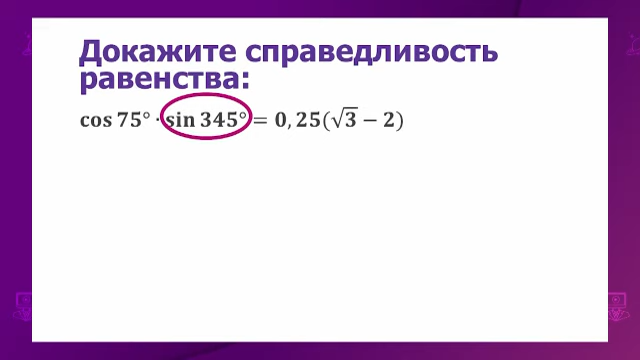 Докажите справедливость
равенства:
cos 75° · sin 345° = 0,25(√3 − 2)